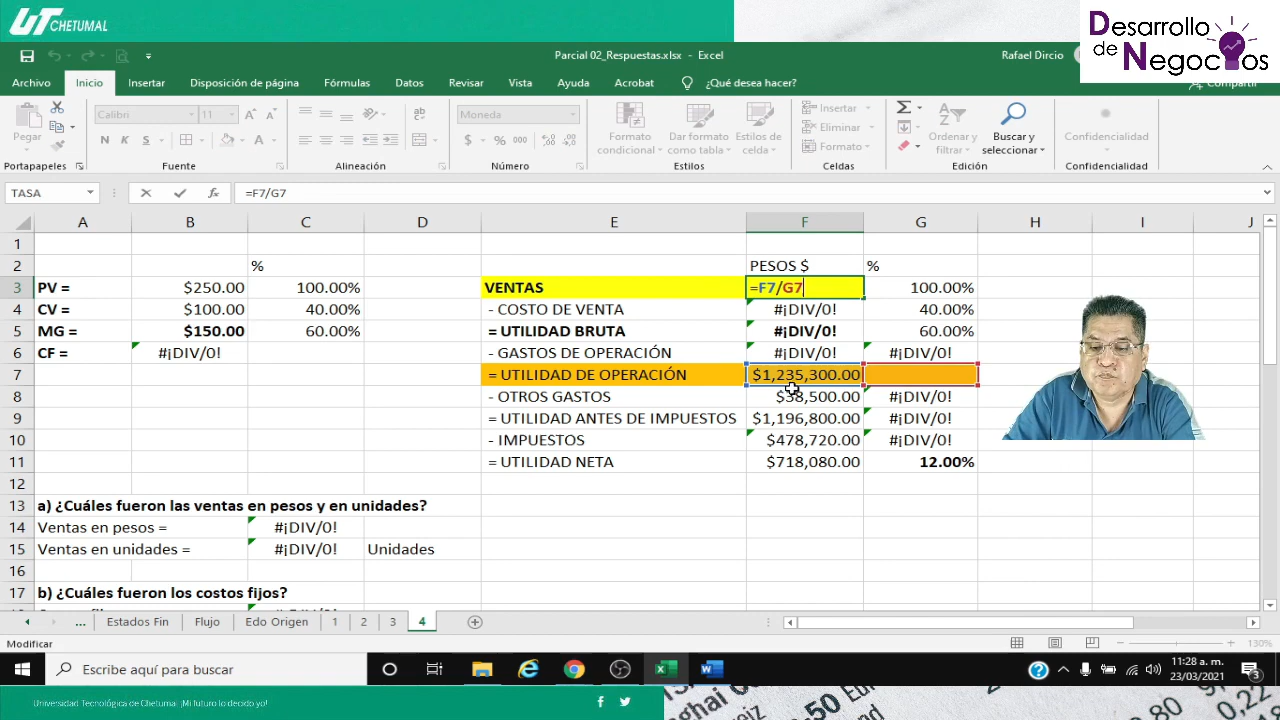 UT CHETUMAL
Desarrollo
de Negocios
Parcial 02_Respuestas.xlsx - Excel
Rafael Dircio
Archivo Inicio Insertar Disposición de página Fórmulas Datos Revisar Vista Ayuda Acrobat ¿Qué desea hacer? Compartir
Pegar
Calibri 11
N K S
ab
Moneda
$ % 000
Formato condicional
Dar formato como tabla
Estilos de celda
Insertar
Eliminar
Formato
Ordenar y filtrar
Buscar y seleccionar
Confidencialidad
Portapapeles Fuente Alineación Número Estilos Celdas Edición Confidencialidad
TASA fx =F7/G7
A B C D E F G H I J
1
2 % PESOS $ %
3 PV = $250.00 100.00% VENTAS =F7/G7 100.00%
4 CV = $100.00 40.00% - COSTO DE VENTA #¡DIV/0! 40.00%
5 MG = $150.00 60.00% = UTILIDAD BRUTA #¡DIV/0! 60.00%
6 CF = #¡DIV/0! - GASTOS DE OPERACIÓN #¡DIV/0! #¡DIV/0!
7 = UTILIDAD DE OPERACIÓN $1,235,300.00
8 - OTROS GASTOS $38,500.00 #¡DIV/0!
9 = UTILIDAD ANTES DE IMPUESTOS $1,196,800.00 #¡DIV/0!
10 - IMPUESTOS $478,720.00 #¡DIV/0!
11 = UTILIDAD NETA $718,080.00 12.00%
12
13 a) ¿Cuáles fueron las ventas en pesos y en unidades?
14 Ventas en pesos = #¡DIV/0!
15 Ventas en unidades = #¡DIV/0! Unidades
16
17 b) ¿Cuáles fueron los costos fijos?
... Estados Fin Flujo Edo Origen 1 2 3 4
Modificar 130%
Escribe aquí para buscar
11:28 a. m.
23/03/2021
3
Universidad Tecnológica de Chetumal ¡Mi futuro lo decido yo!